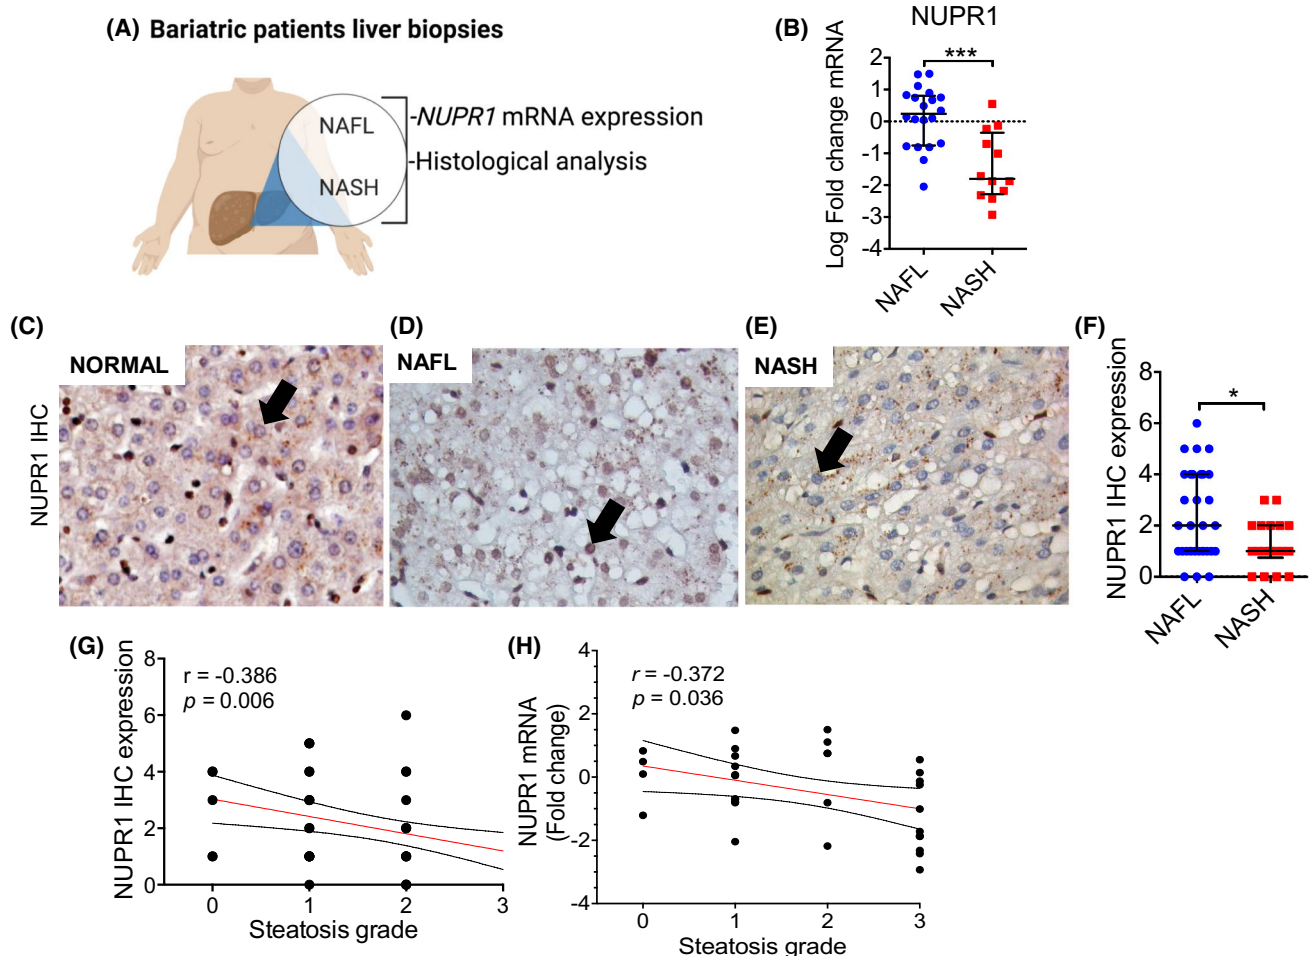 (A) Bariatric patients liver biopsies
NAFL
NASH
-NUPR1 mRNA expression
-Histological analysis
(B)
NUPR1
Log Fold change mRNA
***
2
1
0
-1
-2
-3
-4
NAFL
NASH
(C)
NORMAL
NUPR1 IHC
(D)
NAFL
(E)
NASH
(F)
NUPR1 IHC expression
*
8
6
4
2
0
NAFL
NASH
(G)
NUPR1 IHC expression
r = -0.386
p = 0.006
8
6
4
2
0
0 1 2 3
Steatosis grade
(H)
NUPR1 mRNA
(Fold change)
r = -0.372
p = 0.036
4
2
0
-2
-4
0 1 2 3
Steatosis grade